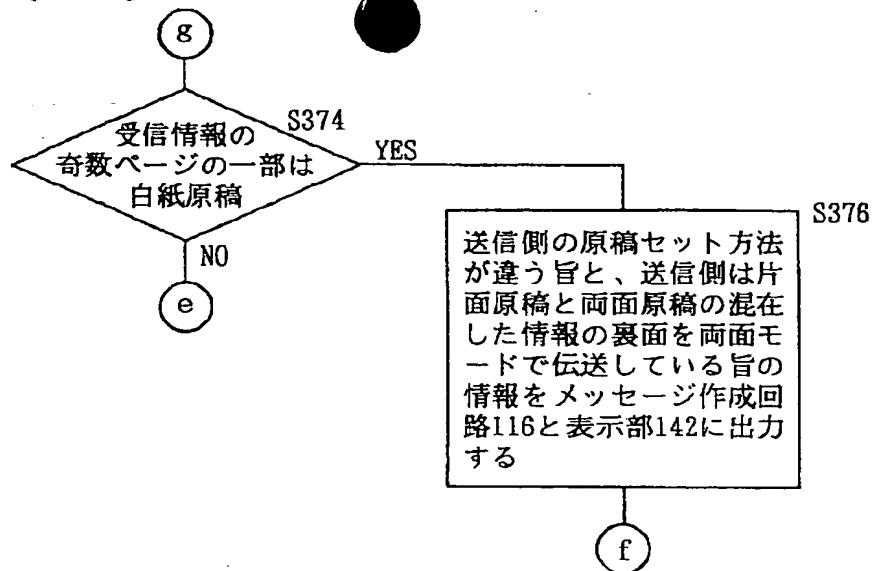 g
S374
受信情報の
奇数ページの一部は
白紙原稿
YES
NO
e
S376
送信側の原稿セット方法
が違う旨と、送信側は片
面原稿と両面原稿の混在
した情報の裏面を両面モ
ードで伝送している旨の
情報をメッセージ作成回
路116と表示部142に出力
する
f